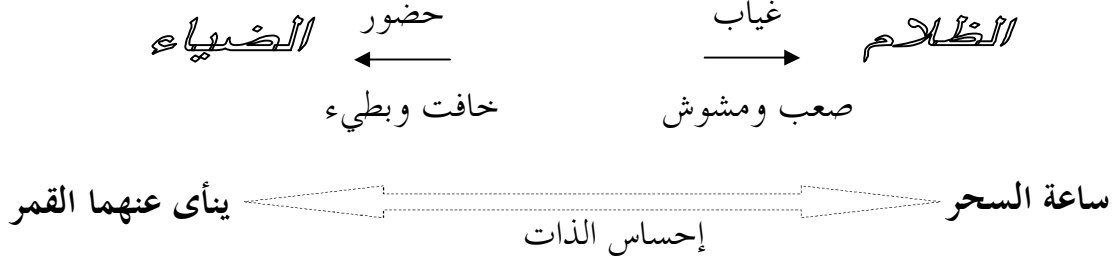 الظلام غياب حضور الضياء
صعب ومشوش خافت وبطيء
ساعة السحر ينأى عنهما القمر
إحساس الذات